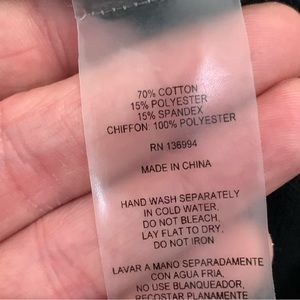 70% COTTON
15% POLYESTER
15% SPANDEX
CHIFFON: 100% POLYESTER
RN 136994
MADE IN CHINA
HAND WASH SEPARATELY
IN COLD WATER.
DO NOT BLEACH.
LAY FLAT TO DRY.
DO NOT IRON
LAVAR A MANO SEPARADAMENTE
CON AGUA FRIA.
NO USE BLANQUEADOR.
RECOSTAR PLANAMENTE